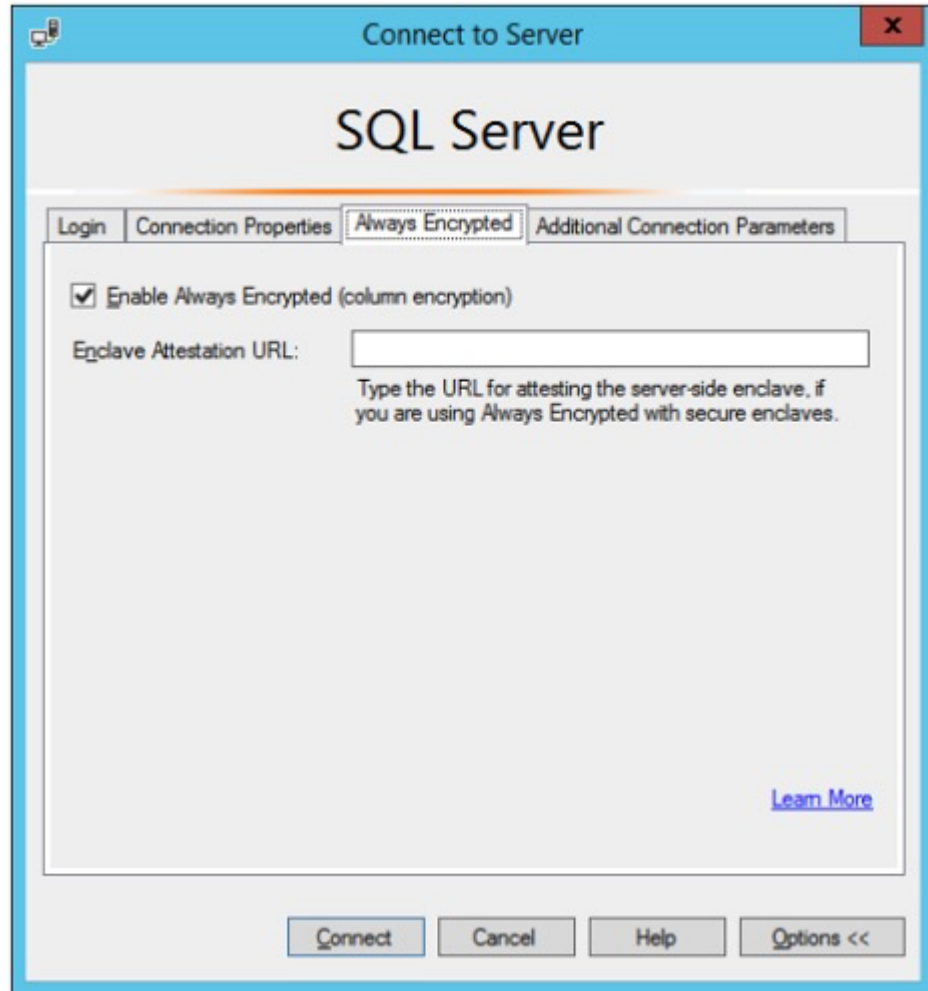 Connect to Server
x
SQL Server
Login Connection Properties Always Encrypted Additional Connection Parameters
Enable Always Encrypted (column encryption)
Enclave Attestation URL:
Type the URL for attesting the server-side enclave, if
you are using Always Encrypted with secure enclaves.
Learn More
Connect Cancel Help Options <<